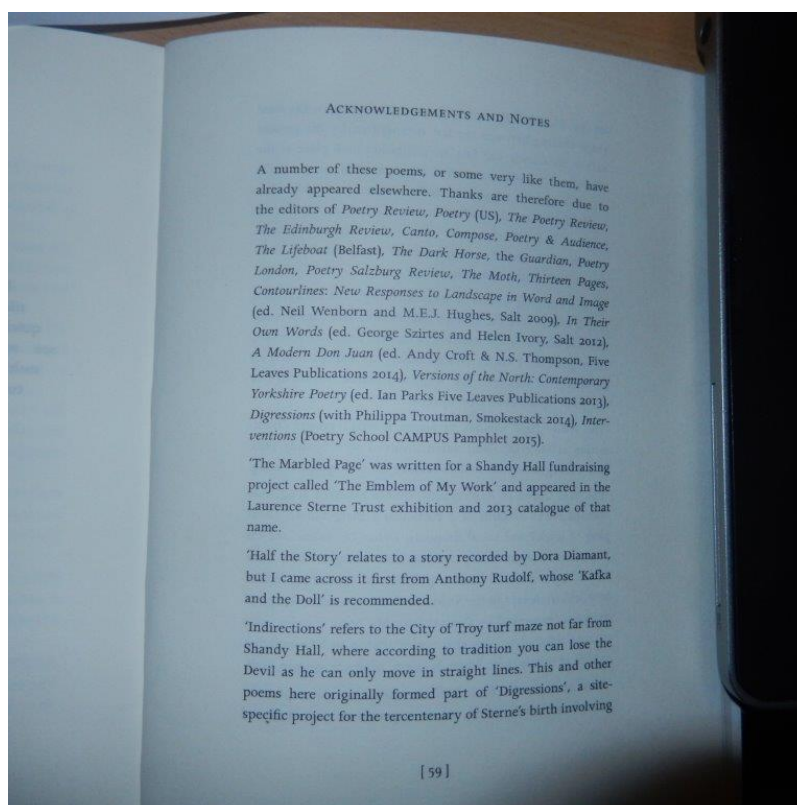 ACKNOWLEDGEMENTS AND NOTES
A number of these poems, or some very like them, have
already appeared elsewhere. Thanks are therefore due to
the editors of Poetry Review, Poetry (US), The Poetry Review,
The Edinburgh Review, Canto, Compose, Poetry & Audience,
The Lifeboat (Belfast), The Dark Horse, the Guardian, Poetry
London, Poetry Salzburg Review, The Moth, Thirteen Pages,
Contourlines: New Responses to Landscape in Word and Image
(ed. Neil Wenborn and M.E.J. Hughes, Salt 2009), In Their
Own Words (ed. George Szirtes and Helen Ivory, Salt 2012),
A Modern Don Juan (ed. Andy Croft & N.S. Thompson, Five
Leaves Publications 2014), Versions of the North: Contemporary
Yorkshire Poetry (ed. Ian Parks Five Leaves Publications 2013),
Digressions (with Philippa Troutman, Smokestack 2014), Inter-
ventions (Poetry School CAMPUS Pamphlet 2015).
'The Marbled Page' was written for a Shandy Hall fundraising
project called 'The Emblem of My Work' and appeared in the
Laurence Sterne Trust exhibition and 2013 catalogue of that
name.
'Half the Story' relates to a story recorded by Dora Diamant,
but I came across it first from Anthony Rudolf, whose 'Kafka
and the Doll' is recommended.
'Indirections' refers to the City of Troy turf maze not far from
Shandy Hall, where according to tradition you can lose the
Devil as he can only move in straight lines. This and other
poems here originally formed part of 'Digressions', a site-
specific project for the tercentenary of Sterne's birth involving
[ 59 ]